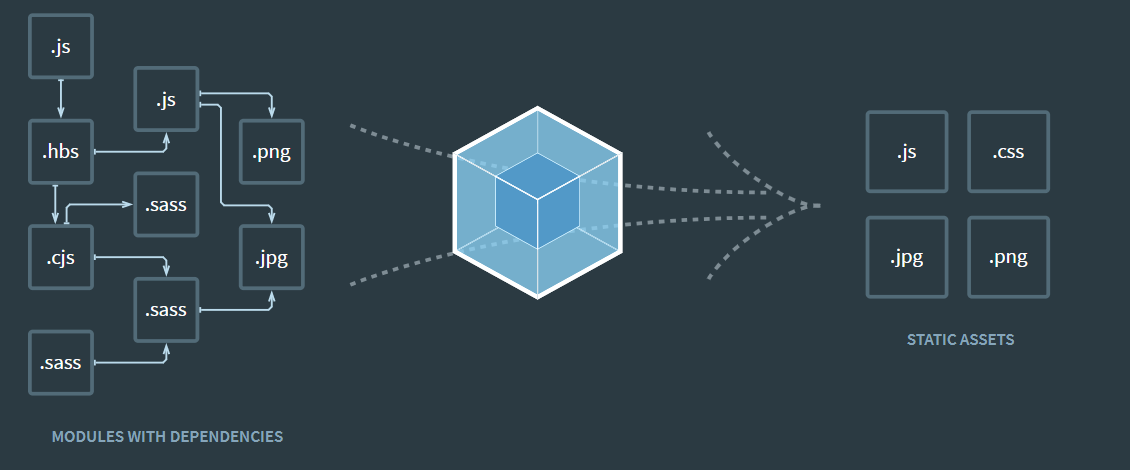 .js
.js
.hbs
.png
.sass
.cjs
.jpg
.sass
.sass
MODULES WITH DEPENDENCIES
.js
.css
.jpg
.png
STATIC ASSETS